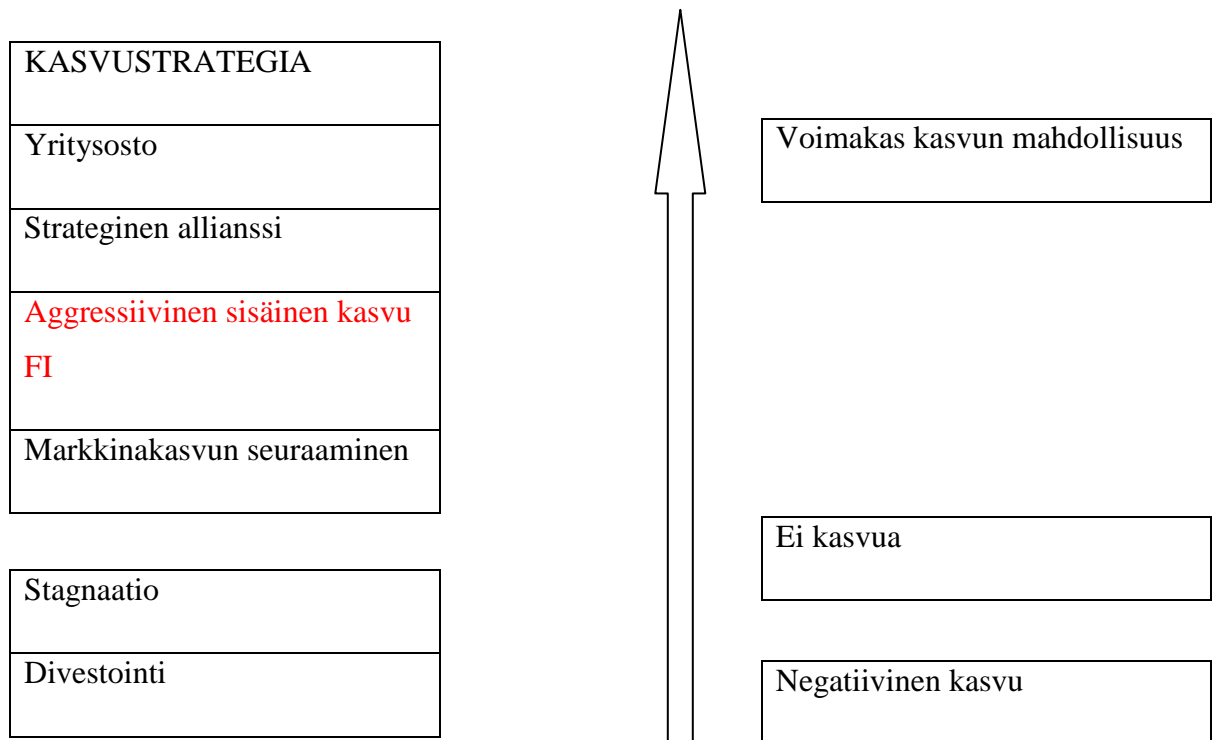 KASVUSTRATEGIA
Yritysosto
Strateginen allianssi
Aggressiivinen sisäinen kasvu
FI
Markkinakasvun seuraaminen
Stagnaatio
Divestointi
Voimakas kasvun mahdollisuus
Ei kasvua
Negatiivinen kasvu